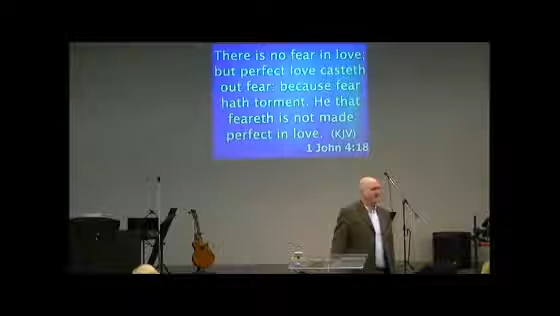 There is no fear in love;
but perfect love casteth
out fear: because fear
hath torment. He that
feareth is not made
perfect in love. (KJV)
1 John 4:18